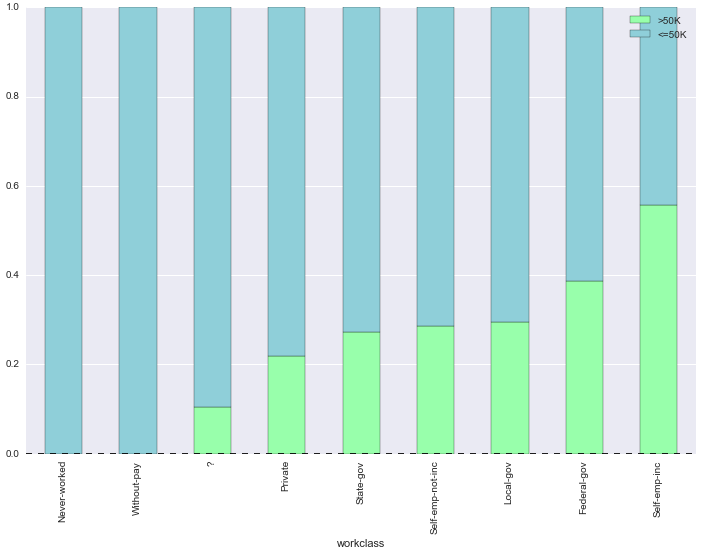 1.0
0.8
0.6
0.4
0.2
0.0
>50K
<=50K
Never-worked
Without-pay
?
Private
State-gov
Self-emp-not-inc
Local-gov
Federal-gov
Self-emp-inc
workclass